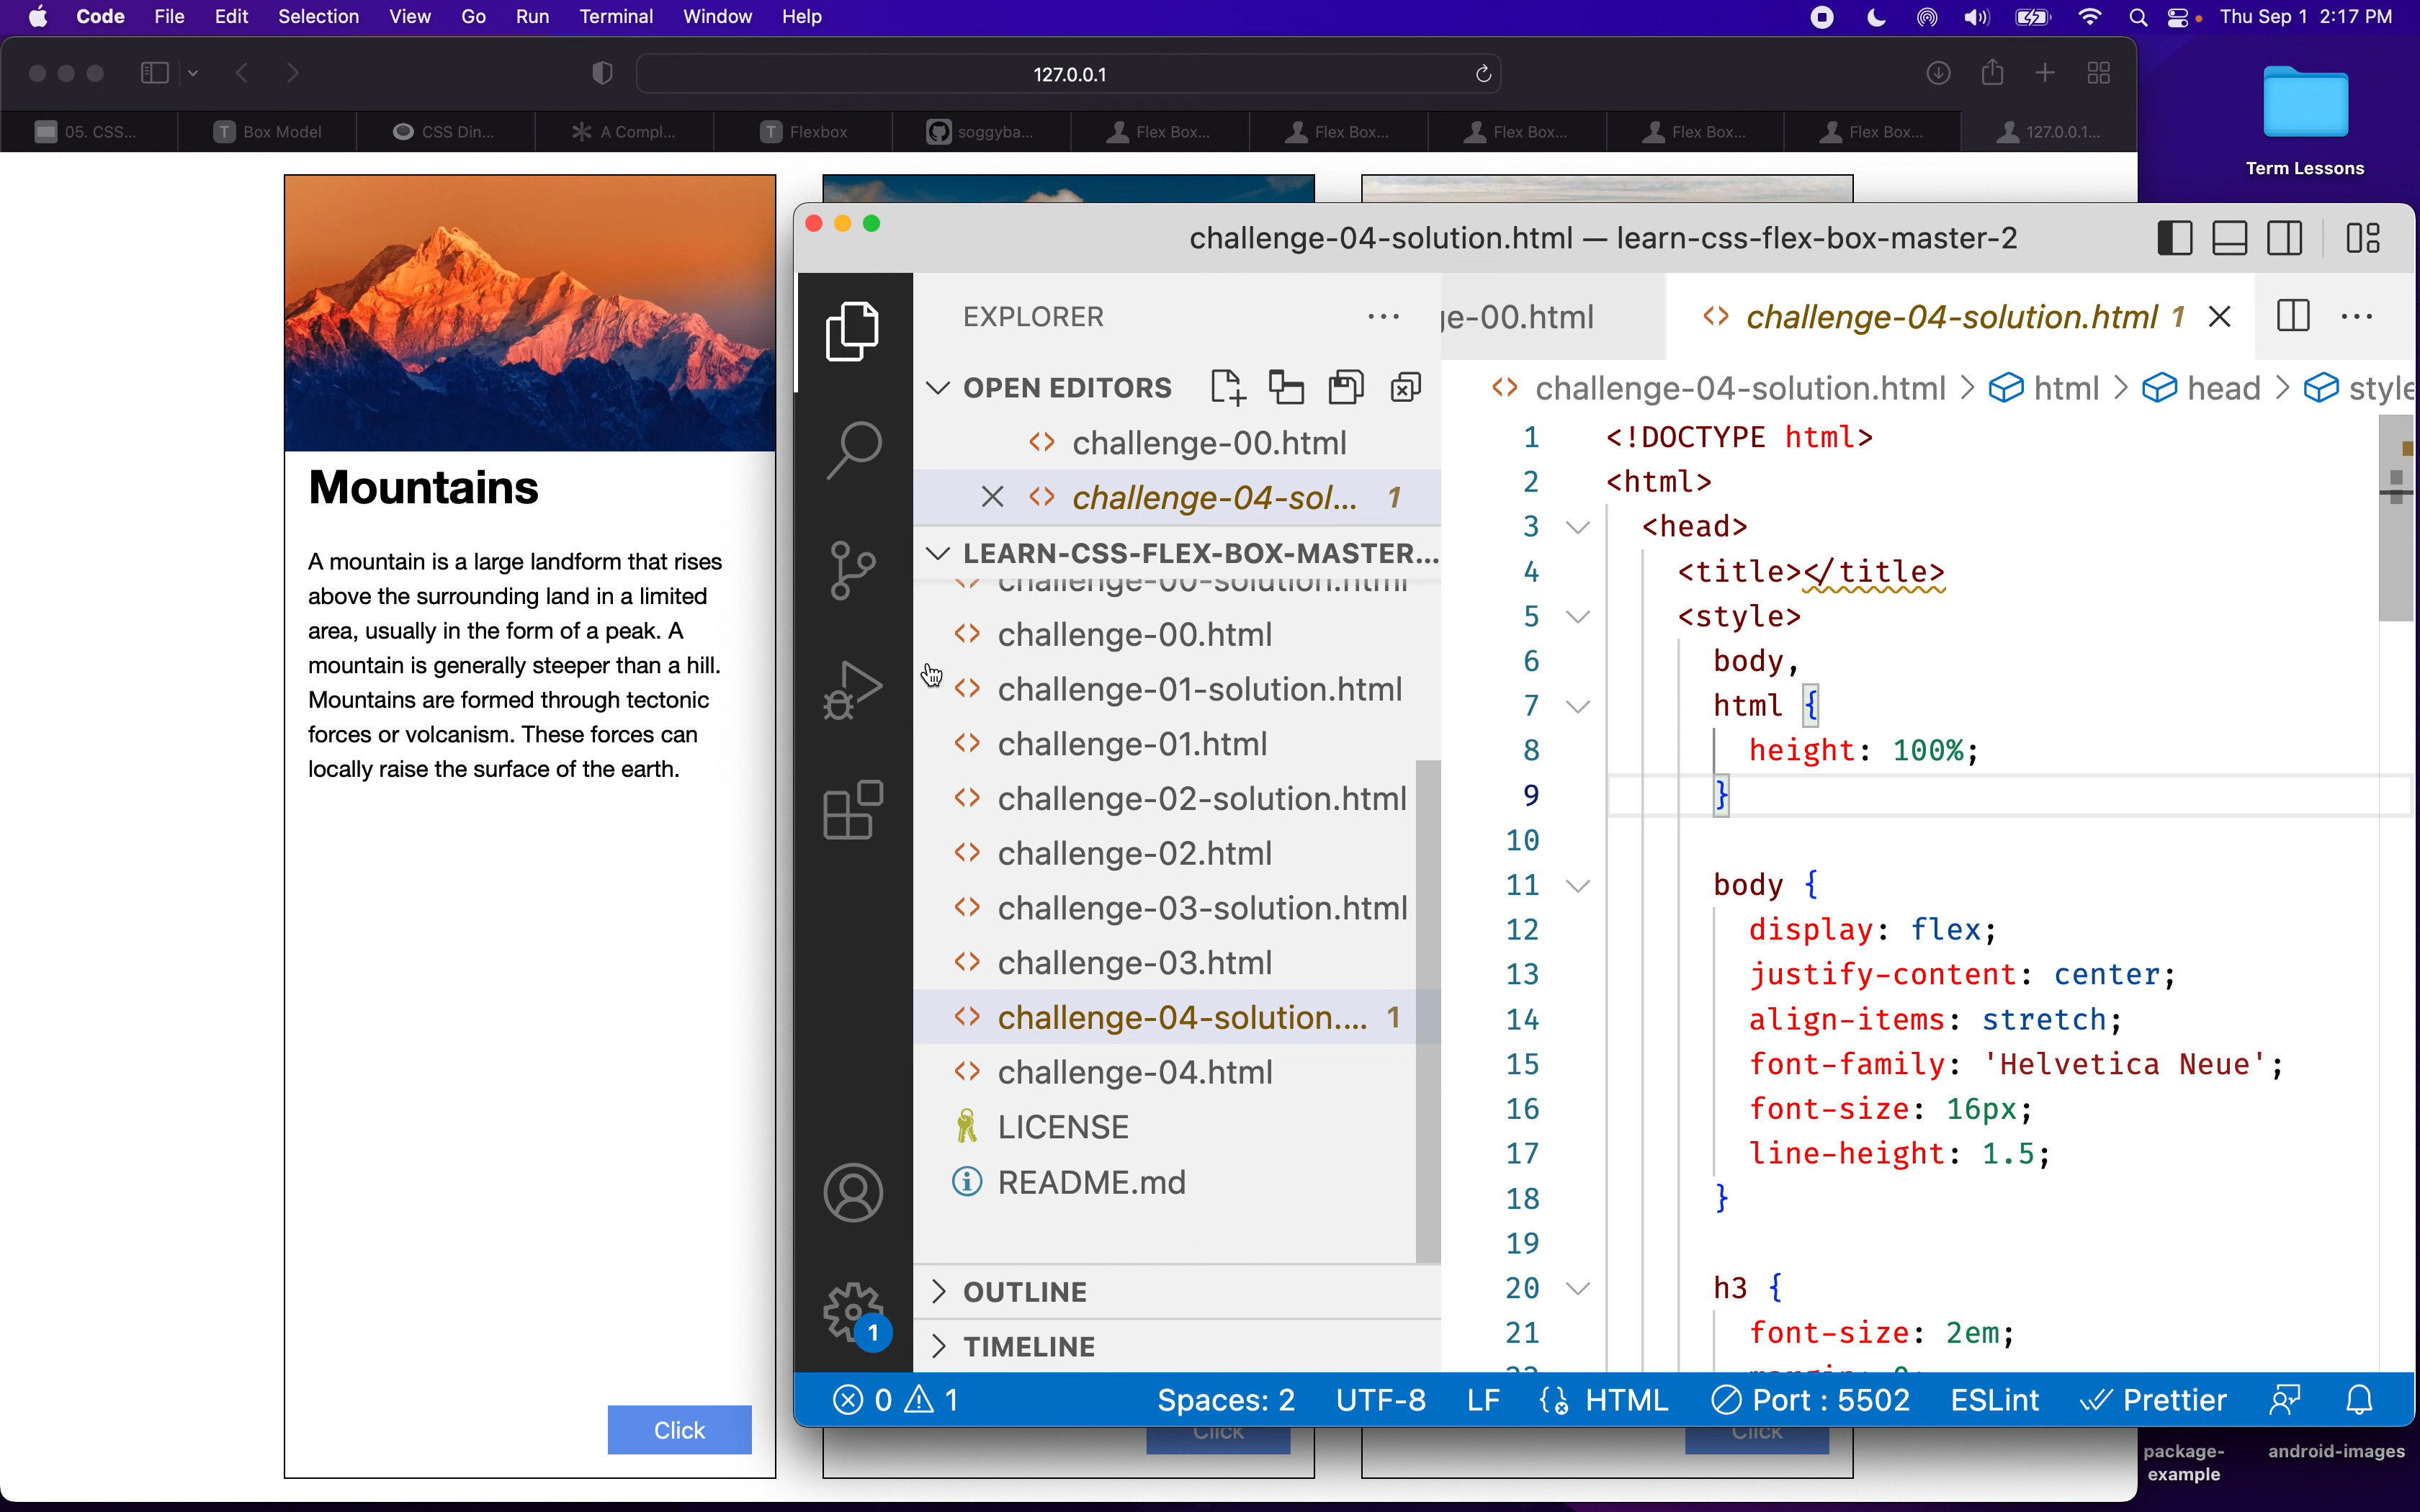 Code File Edit Selection View Go Run Terminal Window Help Thu Sep 1 2:17 PM
127.0.0.1
05. CSS... Box Model CSS Din... A Compl... Flexbox soggyba... Flex Box... Flex Box... Flex Box... Flex Box... Flex Box... 127.0.0.1...
Term Lessons
Mountains
A mountain is a large landform that rises
above the surrounding land in a limited
area, usually in the form of a peak. A
mountain is generally steeper than a hill.
Mountains are formed through tectonic
forces or volcanism. These forces can
locally raise the surface of the earth.
Click
challenge-04-solution.html — learn-css-flex-box-master-2
EXPLORER
OPEN EDITORS
challenge-00.html
challenge-04-sol... 1
LEARN-CSS-FLEX-BOX-MASTER...
challenge-00-solution.html
challenge-00.html
challenge-01-solution.html
challenge-01.html
challenge-02-solution.html
challenge-02.html
challenge-03-solution.html
challenge-03.html
challenge-04-solution.... 1
challenge-04.html
LICENSE
README.md
OUTLINE
TIMELINE
1
ge-00.html challenge-04-solution.html 1
challenge-04-solution.html > html > head > style
1 <!DOCTYPE html>
2 <html>
3 <head>
4 <title></title>
5 <style>
6 body,
7 html {
8 height: 100%;
9 }
10
11 body {
12 display: flex;
13 justify-content: center;
14 align-items: stretch;
15 font-family: 'Helvetica Neue';
16 font-size: 16px;
17 line-height: 1.5;
18 }
19
20 h3 {
21 font-size: 2em;
0 1 Spaces: 2 UTF-8 LF HTML Port : 5502 ESLint Prettier
Click
Click
package-
example
android-images